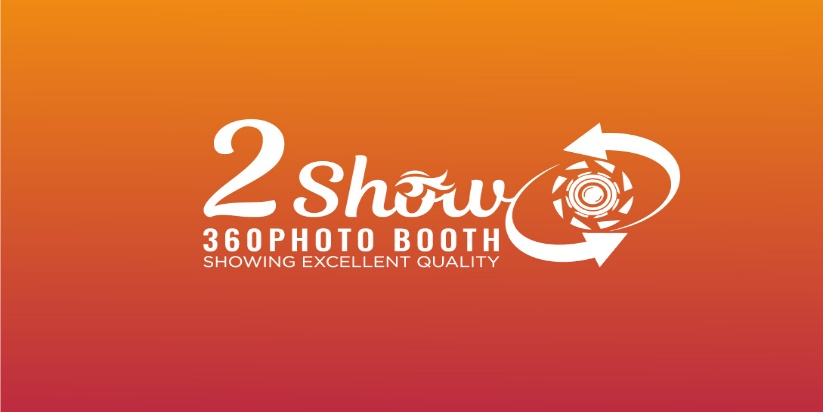 2 Show
360PHOTO BOOTH
SHOWING EXCELLENT QUALITY